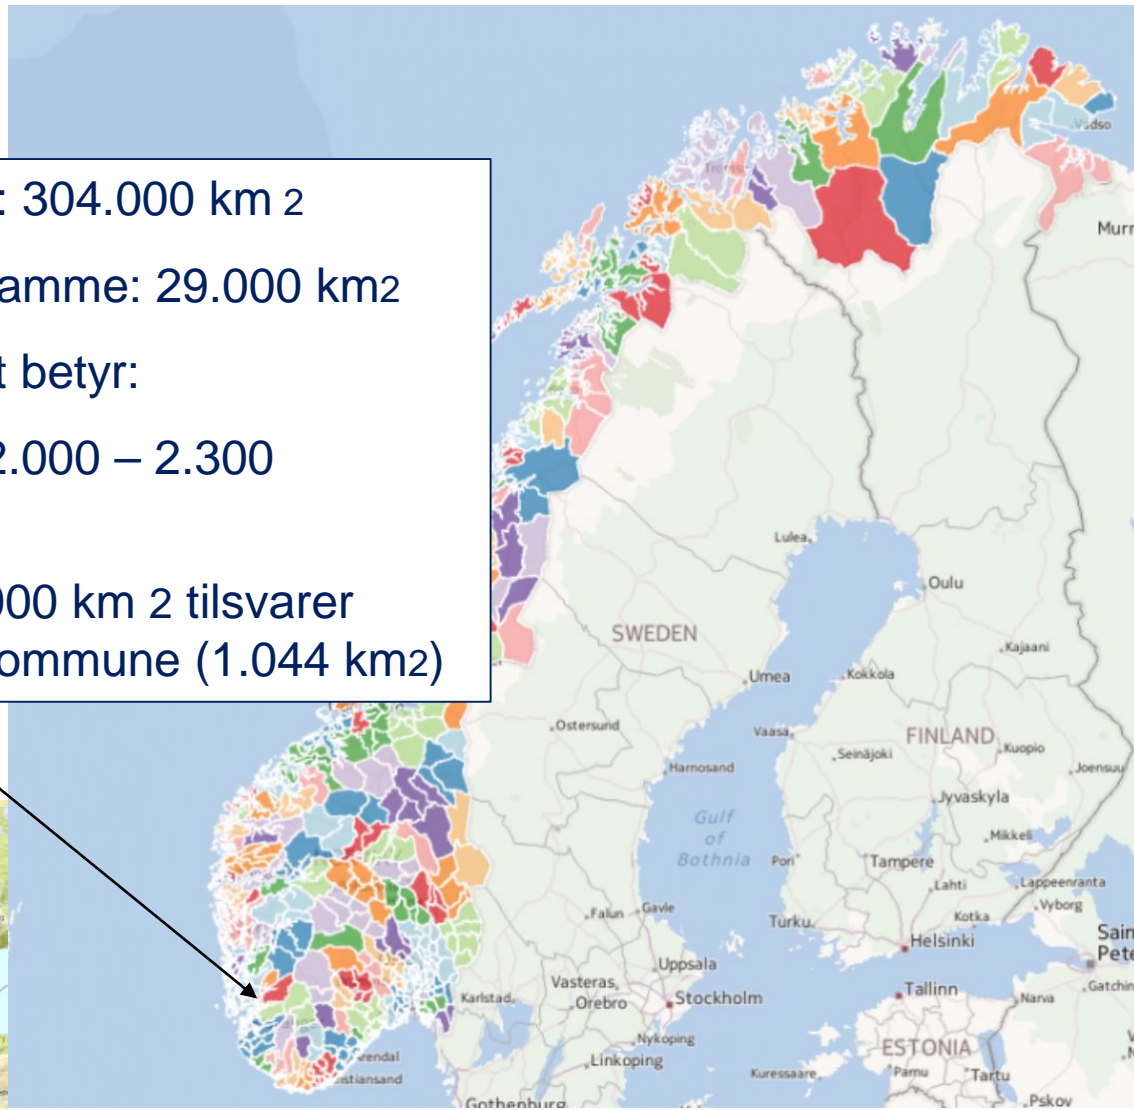 : 304.000 km 2
amme: 29.000 km2
t betyr:
2.000 – 2.300
000 km 2 tilsvarer
ommune (1.044 km2)
Vadso
Murr
Lulea
Oulu
SWEDEN
Kajaani
Umea
Kokkola
Ostersund
Vaasa
FINLAND
Seinäjoki
Kuopio
Harnosand
Joensuu
Jyvaskyla
Gulf
of
Bothnia
Mikkeli
Pori
Tampere
Lahti
Lappeenranta
Vyborg
Falun
Gavle
Turku
Kotka
Helsinki
Sain
Pete
Uppsala
Vasteras
Karlstad
Orebro
Stockholm
Tallinn
Narva
Gatchin
Nykoping
ESTONIA
Linkoping
rendal
Kuressaare
Parnu
Tartu
istiansand
Gothenburg
Pskov